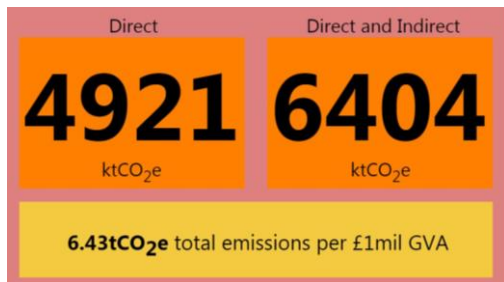 Direct
Direct and Indirect
4921
6404
ktCO₂e
ktCO₂e
6.43tCO₂e total emissions per £1mil GVA